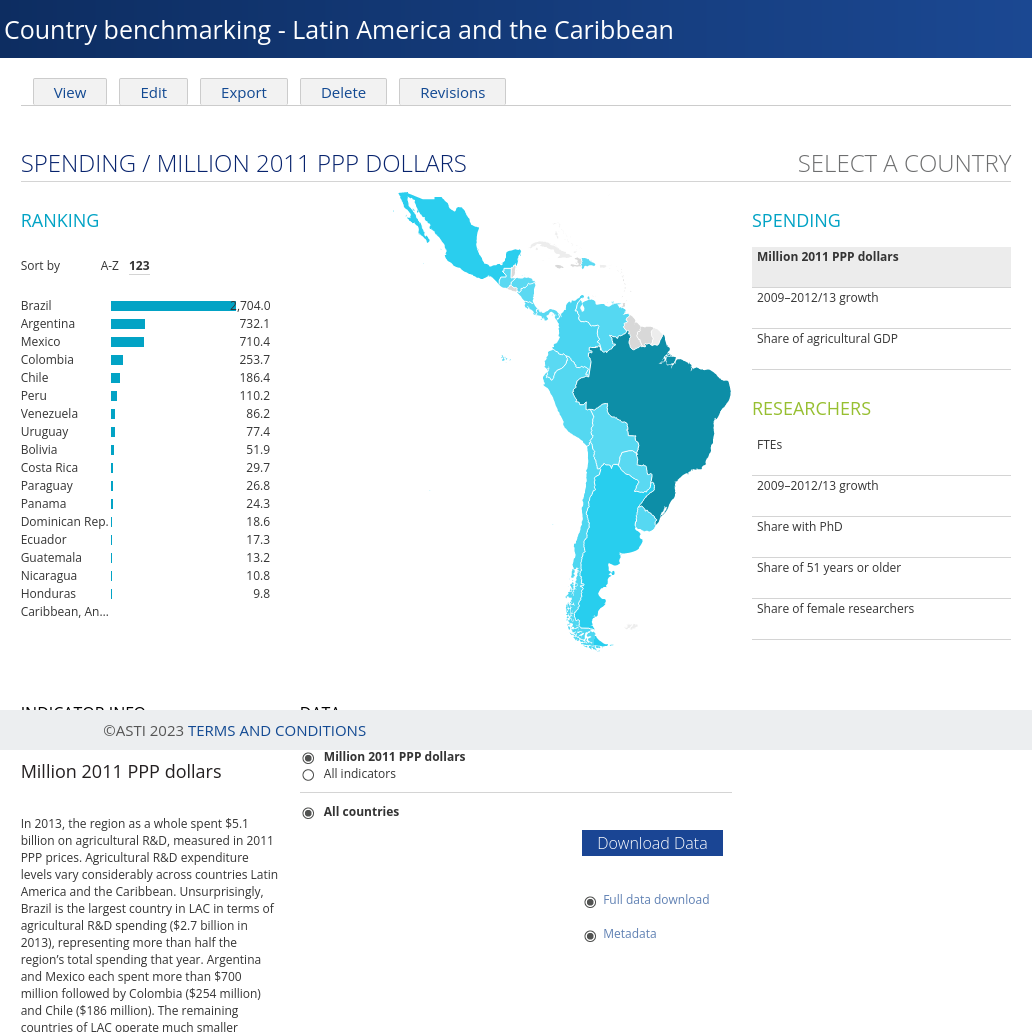 Country benchmarking - Latin America and the Caribbean
View Edit Export Delete Revisions
SPENDING / MILLION 2011 PPP DOLLARS
SELECT A COUNTRY
RANKING
Sort by A-Z 123
Brazil 2,704.0
Argentina 732.1
Mexico 710.4
Colombia 253.7
Chile 186.4
Peru 110.2
Venezuela 86.2
Uruguay 77.4
Bolivia 51.9
Costa Rica 29.7
Paraguay 26.8
Panama 24.3
Dominican Rep. 18.6
Ecuador 17.3
Guatemala 13.2
Nicaragua 10.8
Honduras 9.8
Caribbean, An...
SPENDING
Million 2011 PPP dollars
2009–2012/13 growth
Share of agricultural GDP
RESEARCHERS
FTEs
2009–2012/13 growth
Share with PhD
Share of 51 years or older
Share of female researchers
INDICATOR INFO
DATA
©ASTI 2023 TERMS AND CONDITIONS
Million 2011 PPP dollars
In 2013, the region as a whole spent $5.1
billion on agricultural R&D, measured in 2011
PPP prices. Agricultural R&D expenditure
levels vary considerably across countries Latin
America and the Caribbean. Unsurprisingly,
Brazil is the largest country in LAC in terms of
agricultural R&D spending ($2.7 billion in
2013), representing more than half the
region's total spending that year. Argentina
and Mexico each spent more than $700
million followed by Colombia ($254 million)
and Chile ($186 million). The remaining
countries of LAC operate much smaller
Million 2011 PPP dollars
All indicators
All countries
Download Data
Full data download
Metadata